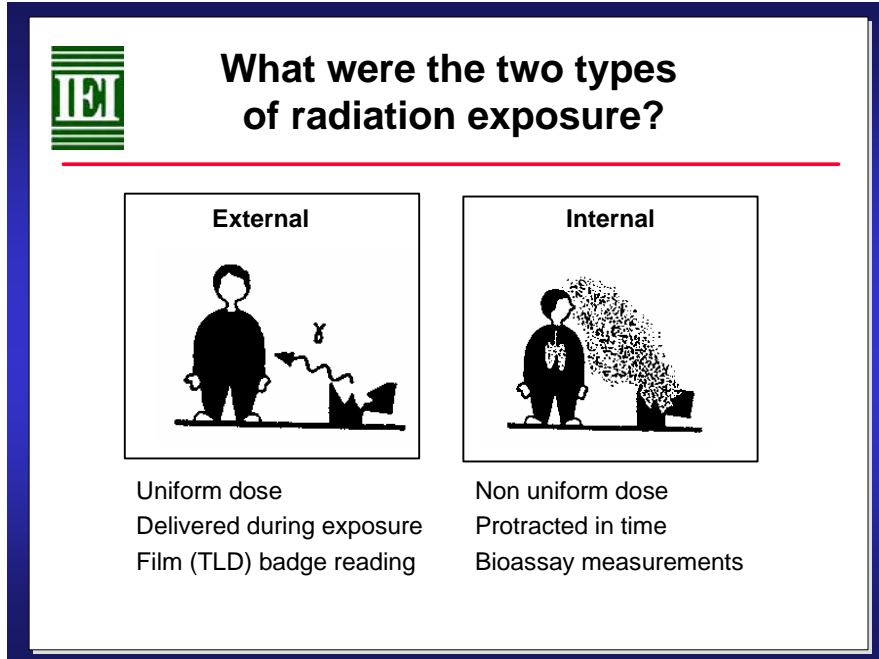 IEI
What were the two types
of radiation exposure?
External
ɣ
Uniform dose
Delivered during exposure
Film (TLD) badge reading
Internal
Non uniform dose
Protracted in time
Bioassay measurements